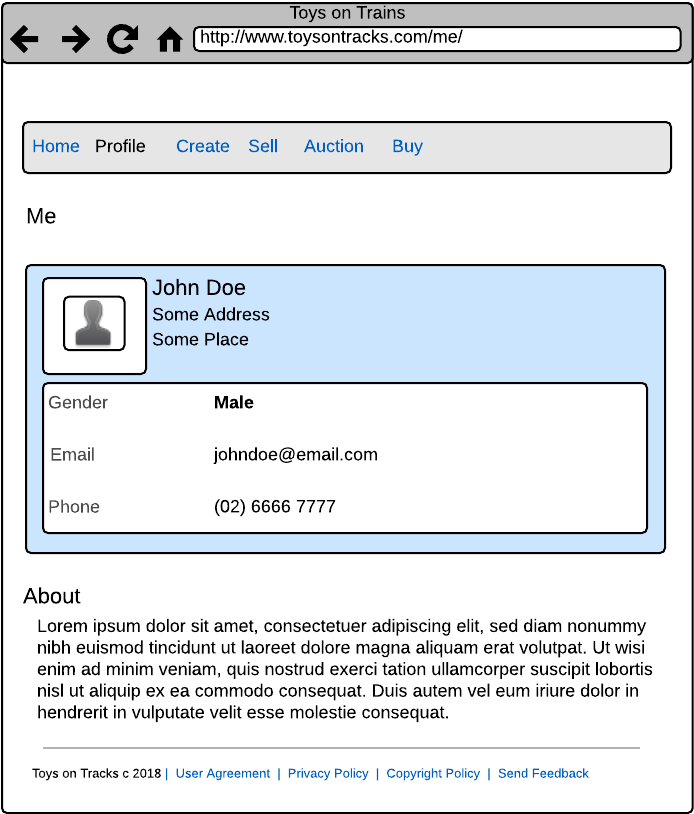 Toys on Trains
http://www.toysontracks.com/me/
Home Profile Create Sell Auction Buy
Me
John Doe
Some Address
Some Place
Gender Male
Email johndoe@email.com
Phone (02) 6666 7777
About
Lorem ipsum dolor sit amet, consectetuer adipiscing elit, sed diam nonummy
nibh euismod tincidunt ut laoreet dolore magna aliquam erat volutpat. Ut wisi
enim ad minim veniam, quis nostrud exerci tation ullamcorper suscipit lobortis
nisl ut aliquip ex ea commodo consequat. Duis autem vel eum iriure dolor in
hendrerit in vulputate velit esse molestie consequat.
Toys on Tracks c 2018 | User Agreement | Privacy Policy | Copyright Policy | Send Feedback